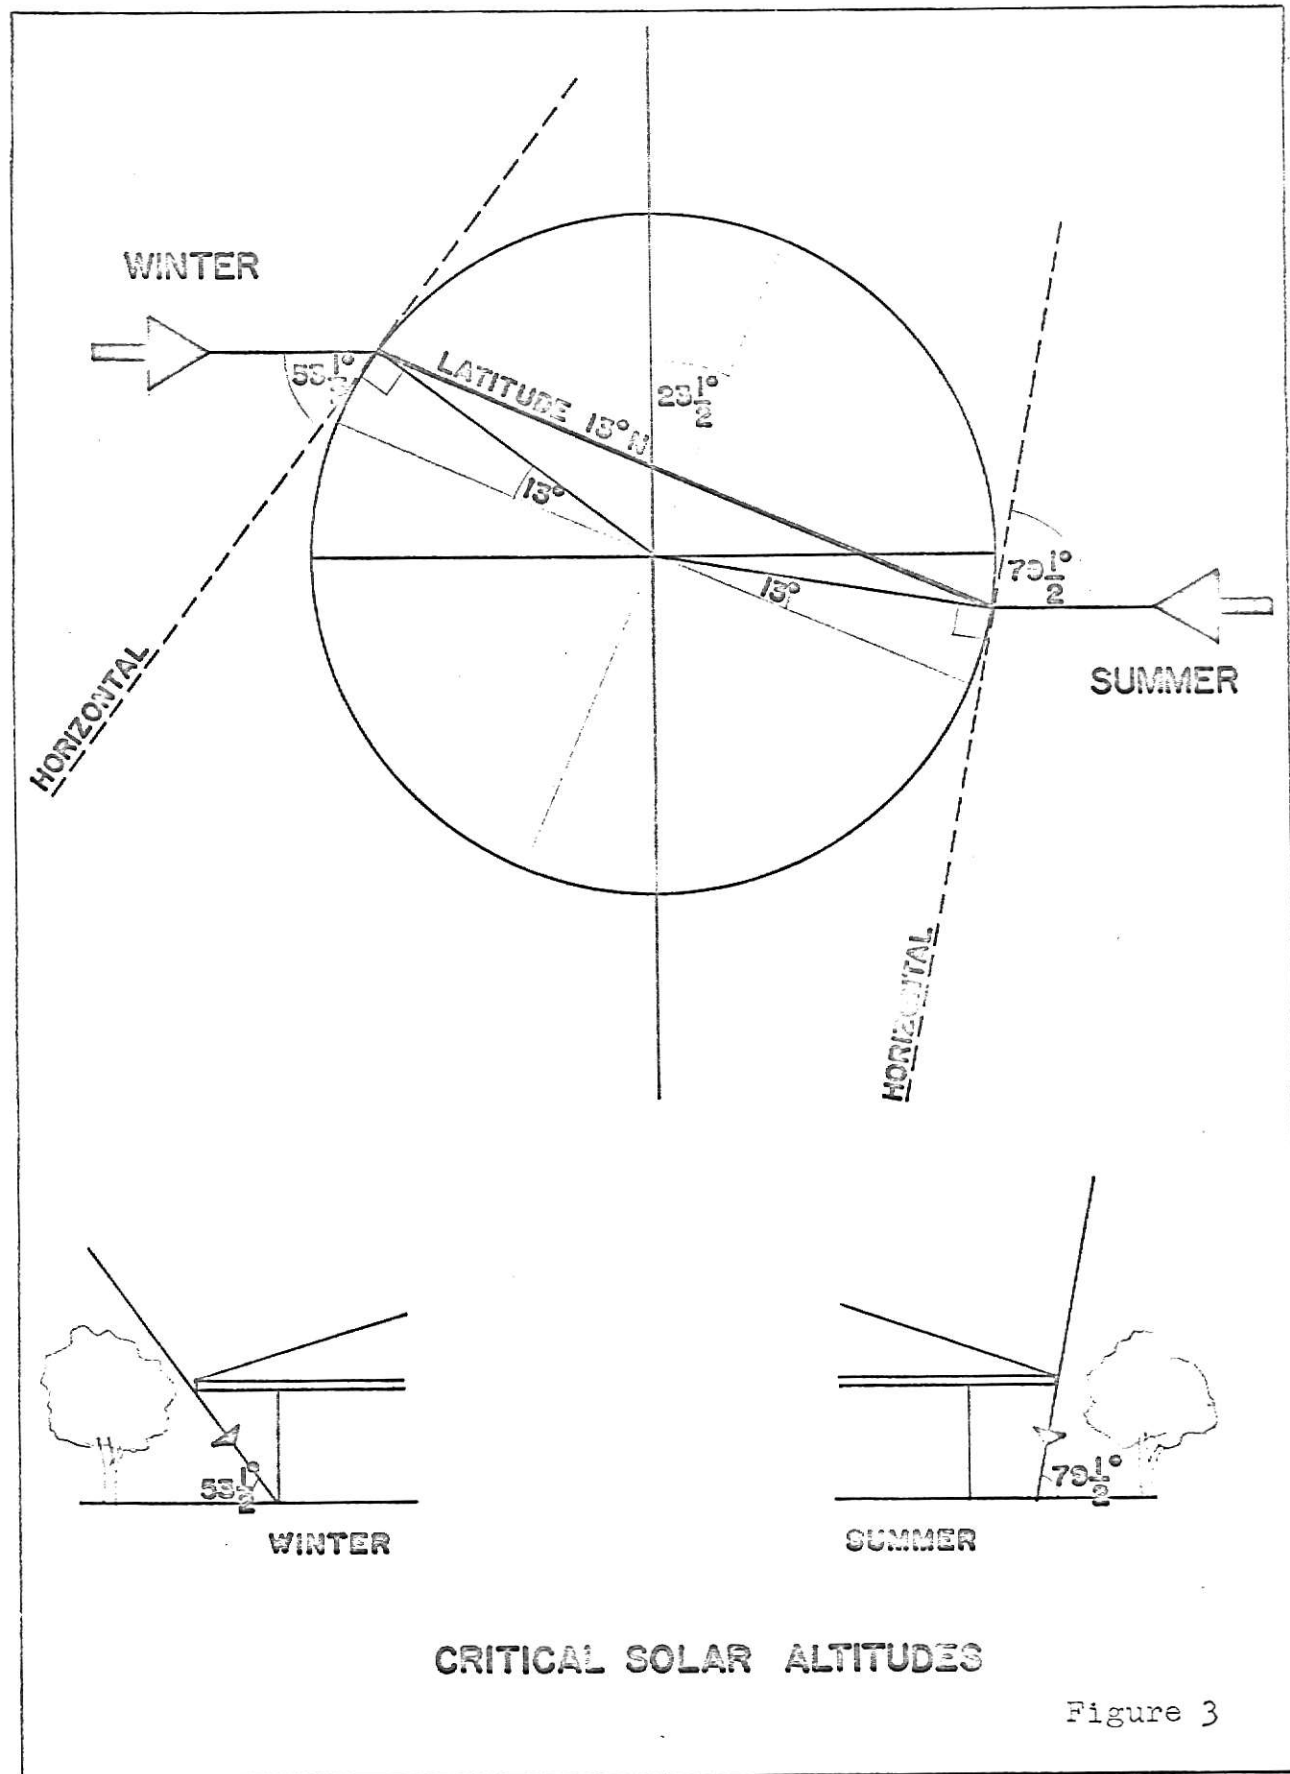 WINTER
53½°
LATITUDE 13°N
23½°
13°
13°
79½°
SUMMER
HORIZONTAL
HORIZONTAL
53½°
79½°
WINTER
SUMMER
CRITICAL SOLAR ALTITUDES
Figure 3